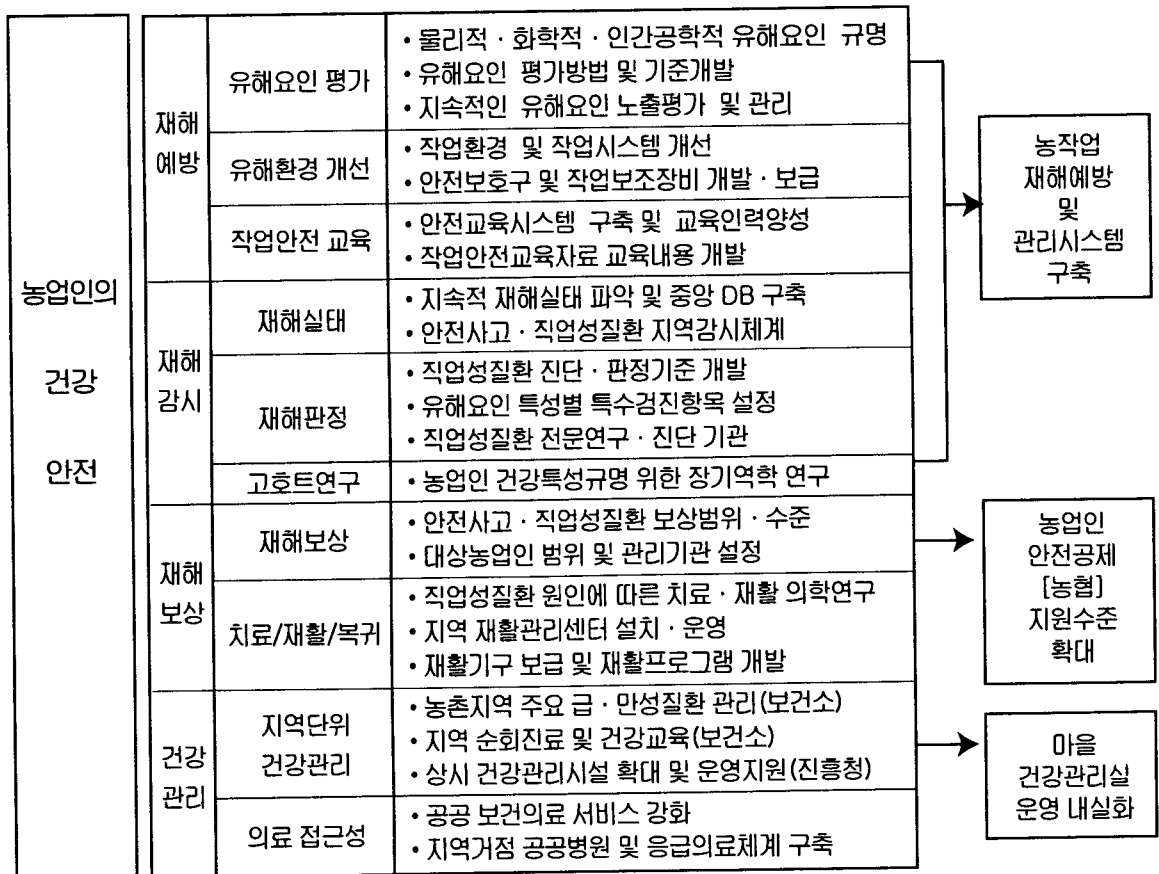 농업인의
건강
안전
재해
예방
유해요인 평가
• 물리적 · 화학적 · 인간공학적 유해요인 규명
• 유해요인 평가방법 및 기준개발
• 지속적인 유해요인 노출평가 및 관리
유해환경 개선
• 작업환경 및 작업시스템 개선
• 안전보호구 및 작업보조장비 개발 · 보급
작업안전 교육
• 안전교육시스템 구축 및 교육인력양성
• 작업안전교육자료 교육내용 개발
재해
감시
재해실태
• 지속적 재해실태 파악 및 중앙 DB 구축
• 안전사고 · 직업성질환 지역감시체계
재해판정
• 직업성질환 진단 · 판정기준 개발
• 유해요인 특성별 특수검진항목 설정
• 직업성질환 전문연구 · 진단 기관
고호트연구
• 농업인 건강특성규명 위한 장기역학 연구
재해
보상
재해보상
• 안전사고 · 직업성질환 보상범위 · 수준
• 대상농업인 범위 및 관리기관 설정
치료/재활/복귀
• 직업성질환 원인에 따른 치료 · 재활 의학연구
• 지역 재활관리센터 설치 · 운영
• 재활기구 보급 및 재활프로그램 개발
건강
관리
지역단위
건강관리
• 농촌지역 주요 급 · 만성질환 관리(보건소)
• 지역 순회진료 및 건강교육(보건소)
• 상시 건강관리시설 확대 및 운영지원(진흥청)
의료 접근성
• 공공 보건의료 서비스 강화
• 지역거점 공공병원 및 응급의료체계 구축
농작업
재해예방
및
관리시스템
구축
농업인
안전공제
[농협]
지원수준
확대
마을
건강관리실
운영 내실화